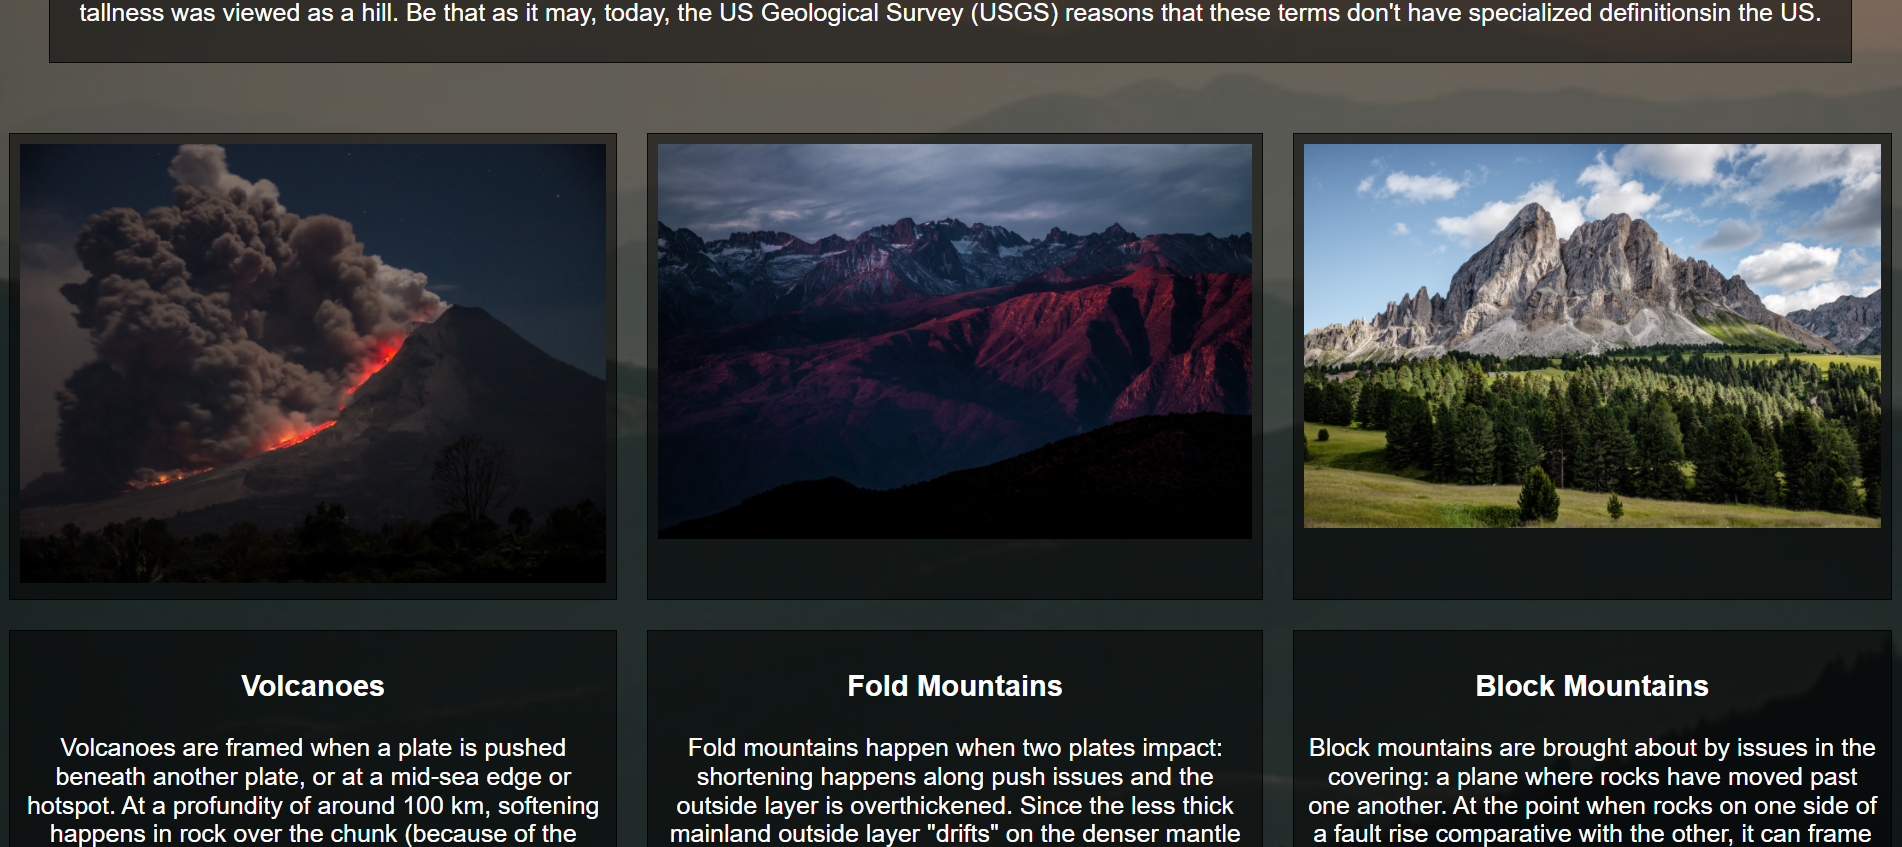 tallness was viewed as a hill. Be that as it may, today, the US Geological Survey (USGS) reasons that these terms don't have specialized definitionsin the US.
Volcanoes
Volcanoes are framed when a plate is pushed
beneath another plate, or at a mid-sea edge or
hotspot. At a profundity of around 100 km, softening
happens in rock over the chunk (because of the
Fold Mountains
Fold mountains happen when two plates impact:
shortening happens along push issues and the
outside layer is overthickened. Since the less thick
mainland outside layer "drifts" on the denser mantle
Block Mountains
Block mountains are brought about by issues in the
covering: a plane where rocks have moved past
one another. At the point when rocks on one side of
a fault rise comparative with the other, it can frame